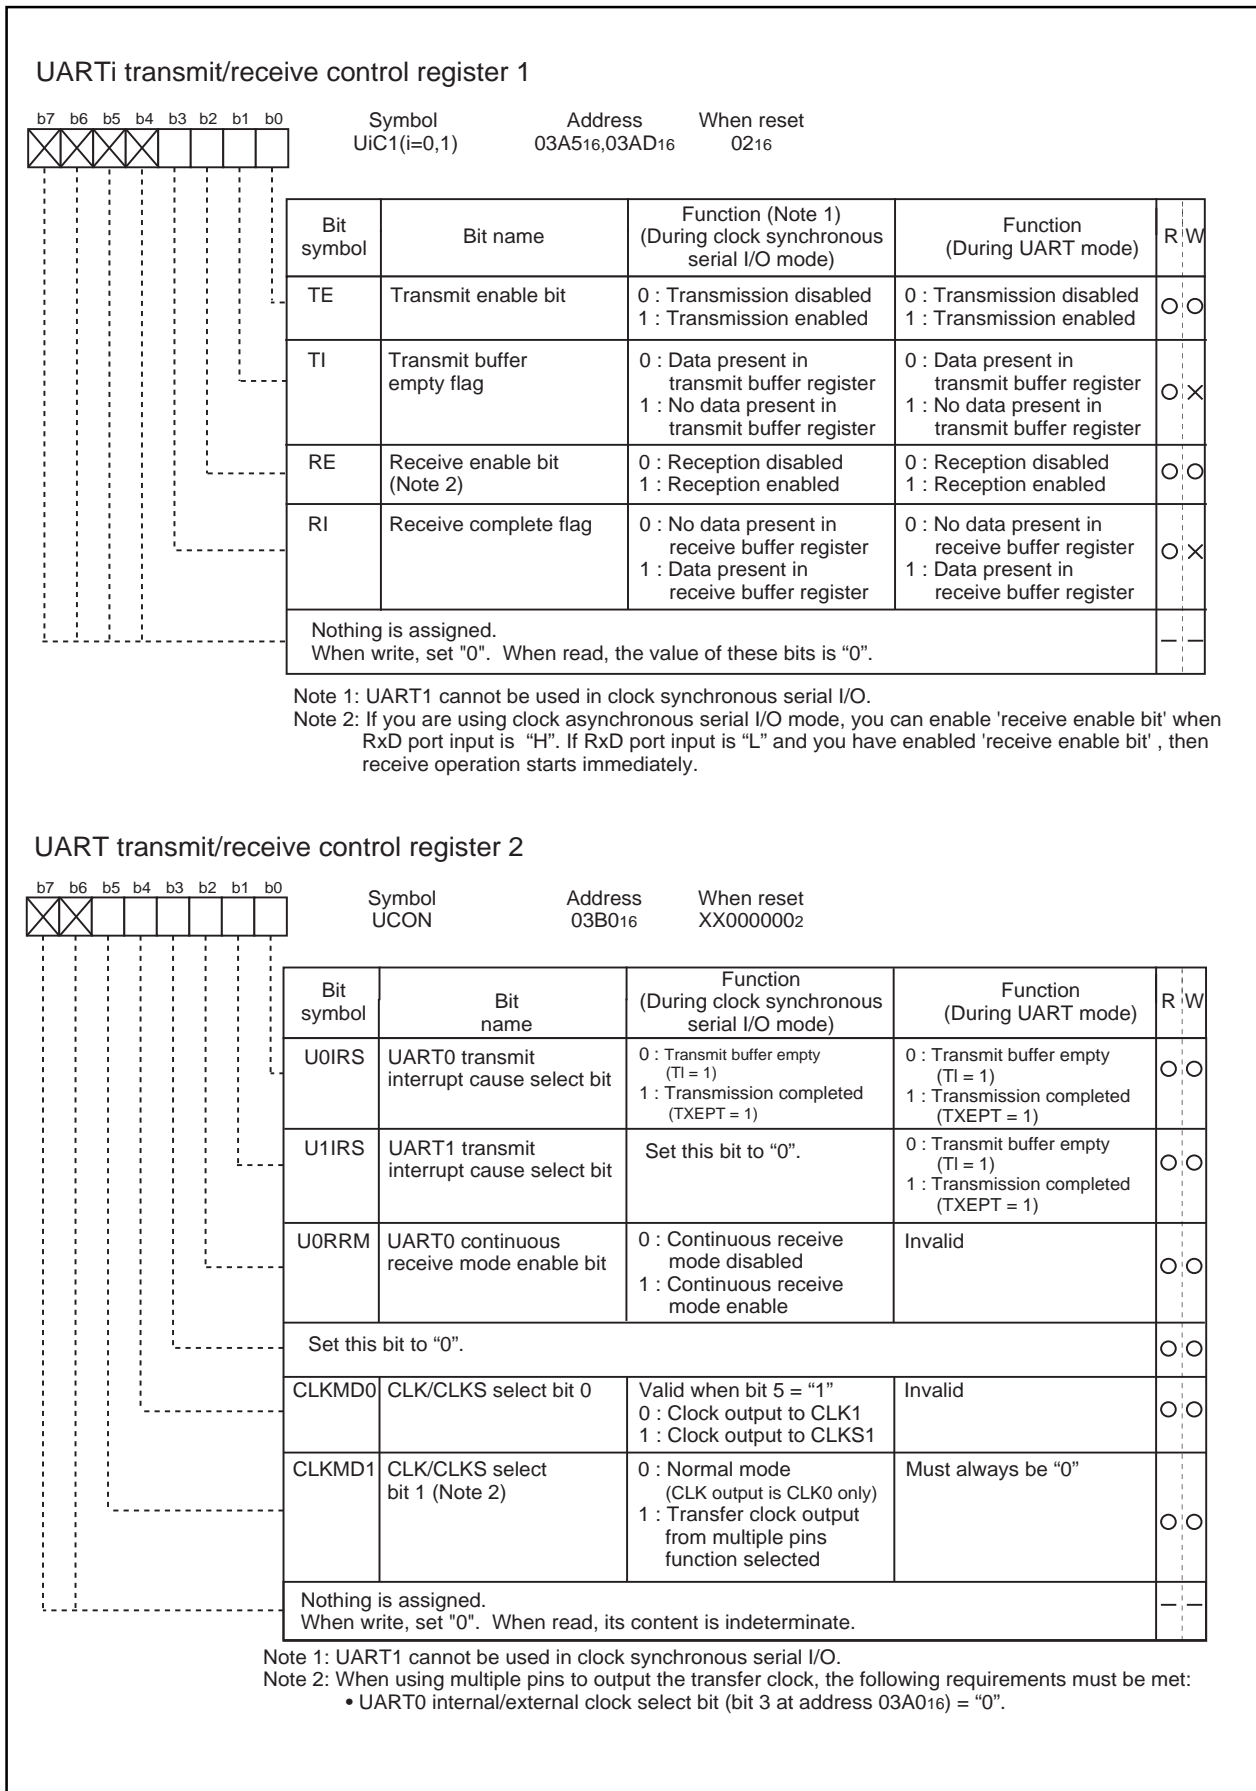 UARTi transmit/receive control register 1
b7 b6 b5 b4 b3 b2 b1 b0
Symbol Address When reset
UiC1(i=0,1) 03A516,03AD16 0216
Bit symbol Bit name Function (Note 1) (During clock synchronous serial I/O mode) Function (During UART mode) R W
TE Transmit enable bit 0 : Transmission disabled 0 : Transmission disabled
1 : Transmission enabled 1 : Transmission enabled
TI Transmit buffer 0 : Data present in 0 : Data present in
empty flag transmit buffer register transmit buffer register
1 : No data present in 1 : No data present in
transmit buffer register transmit buffer register
RE Receive enable bit 0 : Reception disabled 0 : Reception disabled
(Note 2) 1 : Reception enabled 1 : Reception enabled
RI Receive complete flag 0 : No data present in 0 : No data present in
receive buffer register receive buffer register
1 : Data present in 1 : Data present in
receive buffer register receive buffer register
Nothing is assigned.
When write, set "0". When read, the value of these bits is “0”.
Note 1: UART1 cannot be used in clock synchronous serial I/O.
Note 2: If you are using clock asynchronous serial I/O mode, you can enable 'receive enable bit' when
RxD port input is “H”. If RxD port input is “L” and you have enabled 'receive enable bit' , then
receive operation starts immediately.
UART transmit/receive control register 2
b7 b6 b5 b4 b3 b2 b1 b0
Symbol Address When reset
UCON 03B016 XX0000002
Bit symbol Bit name Function (During clock synchronous serial I/O mode) Function (During UART mode) R W
U0IRS UART0 transmit 0 : Transmit buffer empty 0 : Transmit buffer empty
interrupt cause select bit (TI = 1) (TI = 1)
1 : Transmission completed 1 : Transmission completed
(TXEPT = 1) (TXEPT = 1)
U1IRS UART1 transmit Set this bit to “0”. 0 : Transmit buffer empty
interrupt cause select bit (TI = 1)
1 : Transmission completed
(TXEPT = 1)
U0RRM UART0 continuous 0 : Continuous receive Invalid
receive mode enable bit mode disabled
1 : Continuous receive
mode enable
Set this bit to “0”.
CLKMD0 CLK/CLKS select bit 0 Valid when bit 5 = “1” Invalid
0 : Clock output to CLK1
1 : Clock output to CLKS1
CLKMD1 CLK/CLKS select 0 : Normal mode Must always be “0”
bit 1 (Note 2) (CLK output is CLK0 only)
1 : Transfer clock output
from multiple pins
function selected
Nothing is assigned.
When write, set "0". When read, its content is indeterminate.
Note 1: UART1 cannot be used in clock synchronous serial I/O.
Note 2: When using multiple pins to output the transfer clock, the following requirements must be met:
• UART0 internal/external clock select bit (bit 3 at address 03A016) = “0”.